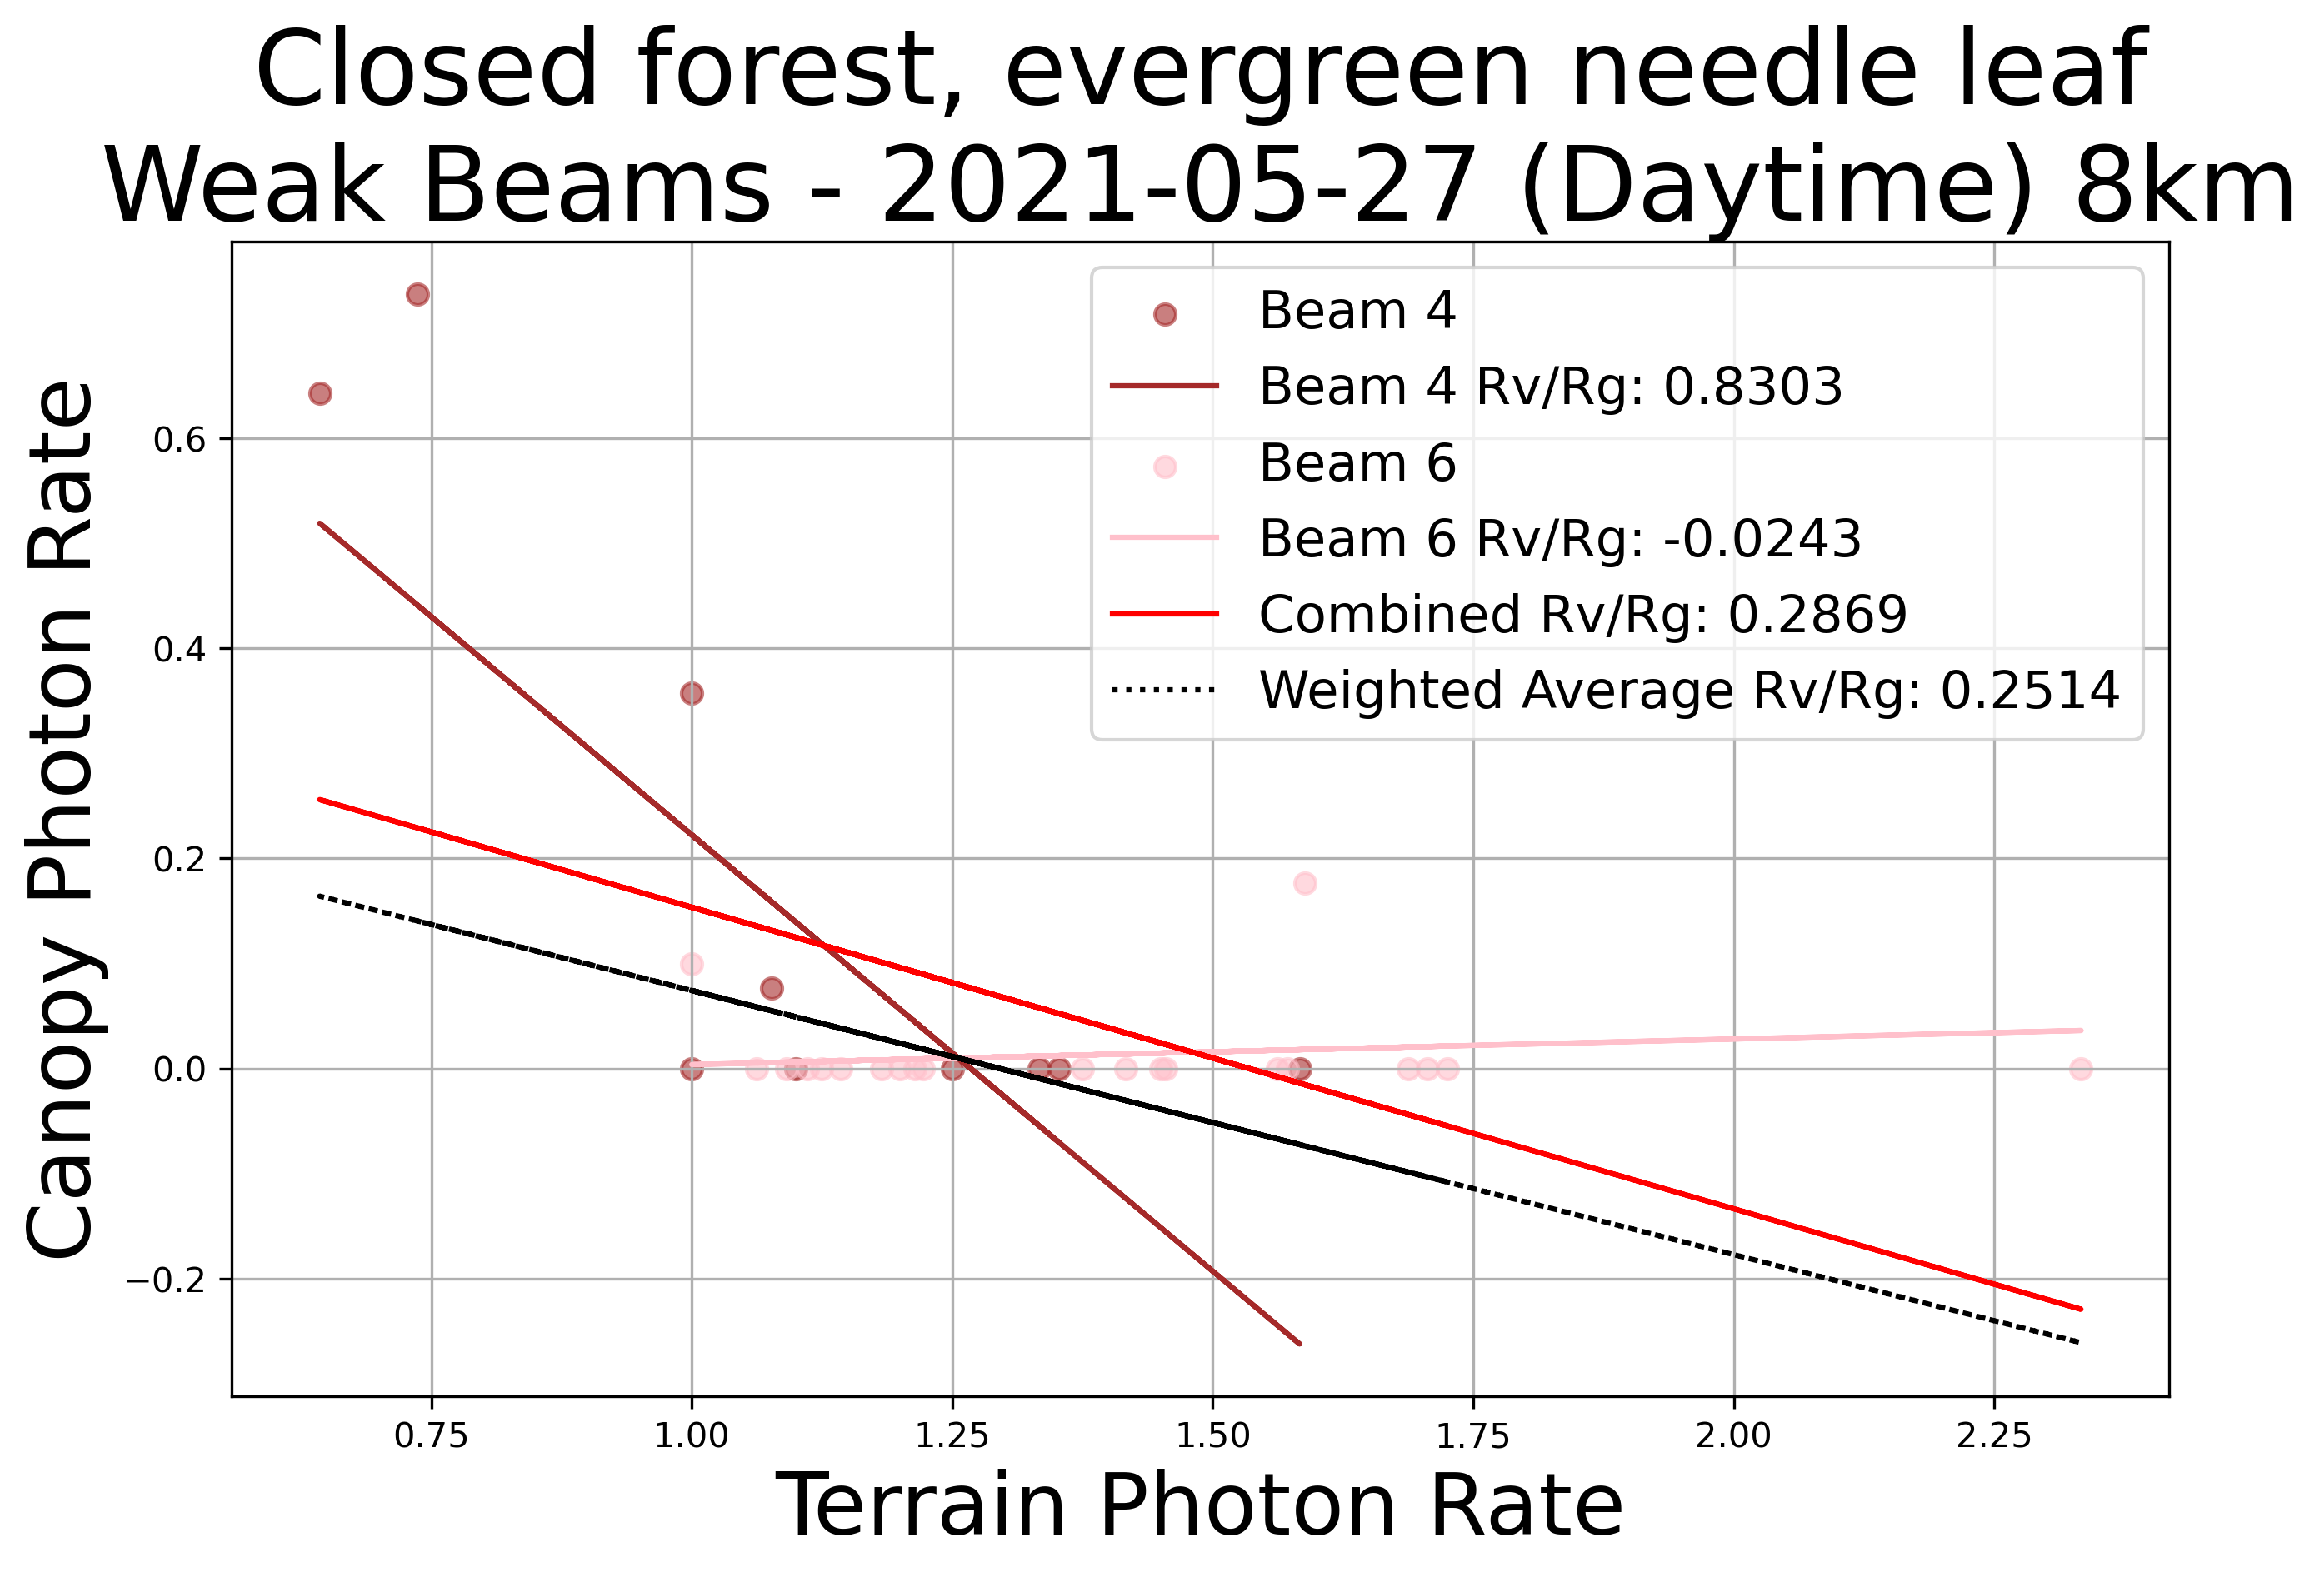 Closed forest, evergreen needle leaf
Weak Beams - 2021-05-27 (Daytime) 8km
Beam 4
Beam 4 Rv/Rg: 0.8303
Beam 6
Beam 6 Rv/Rg: -0.0243
Combined Rv/Rg: 0.2869
Weighted Average Rv/Rg: 0.2514
Canopy Photon Rate
0.6
0.4
0.2
0.0
−0.2
0.75 1.00 1.25 1.50 1.75 2.00 2.25
Terrain Photon Rate